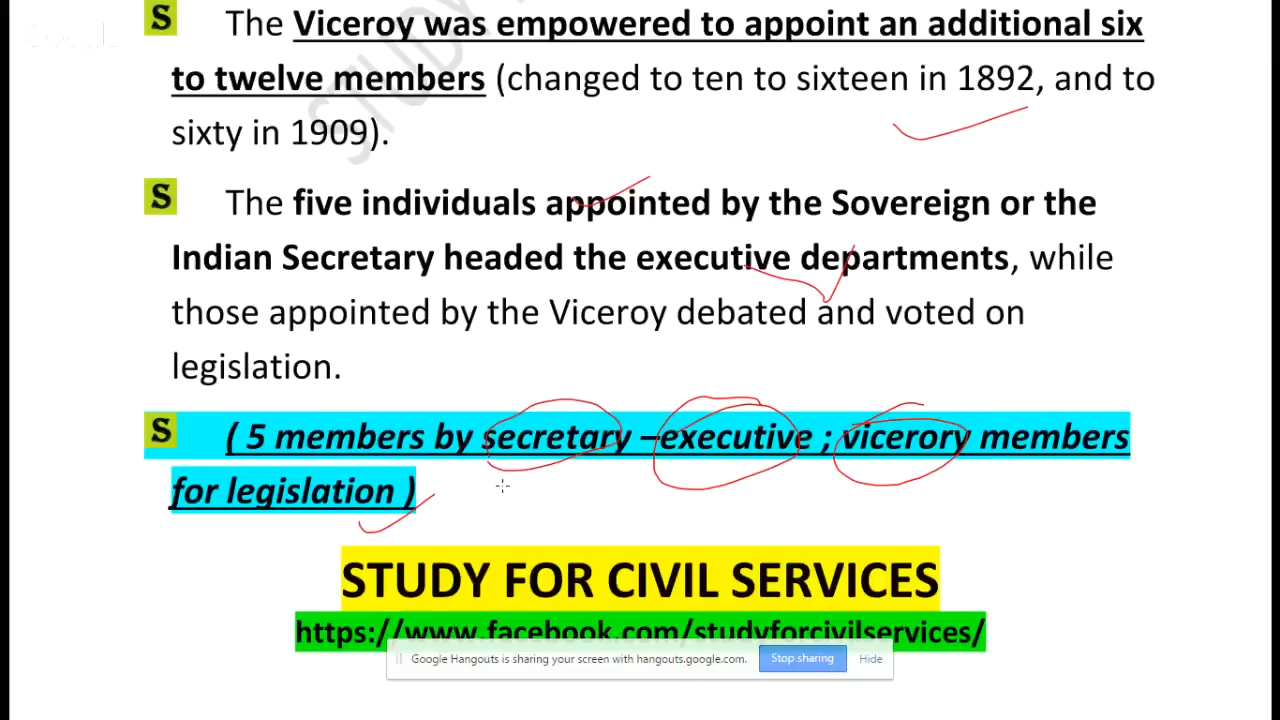 S The Viceroy was empowered to appoint an additional six
to twelve members (changed to ten to sixteen in 1892, and to
sixty in 1909).
S The five individuals appointed by the Sovereign or the
Indian Secretary headed the executive departments, while
those appointed by the Viceroy debated and voted on
legislation.
S ( 5 members by secretary –executive ; vicerory members
for legislation )
STUDY FOR CIVIL SERVICES
https://www.facebook.com/studyforcivilservices/
Google Hangouts is sharing your screen with hangouts.google.com. Stop sharing Hide
STUDY